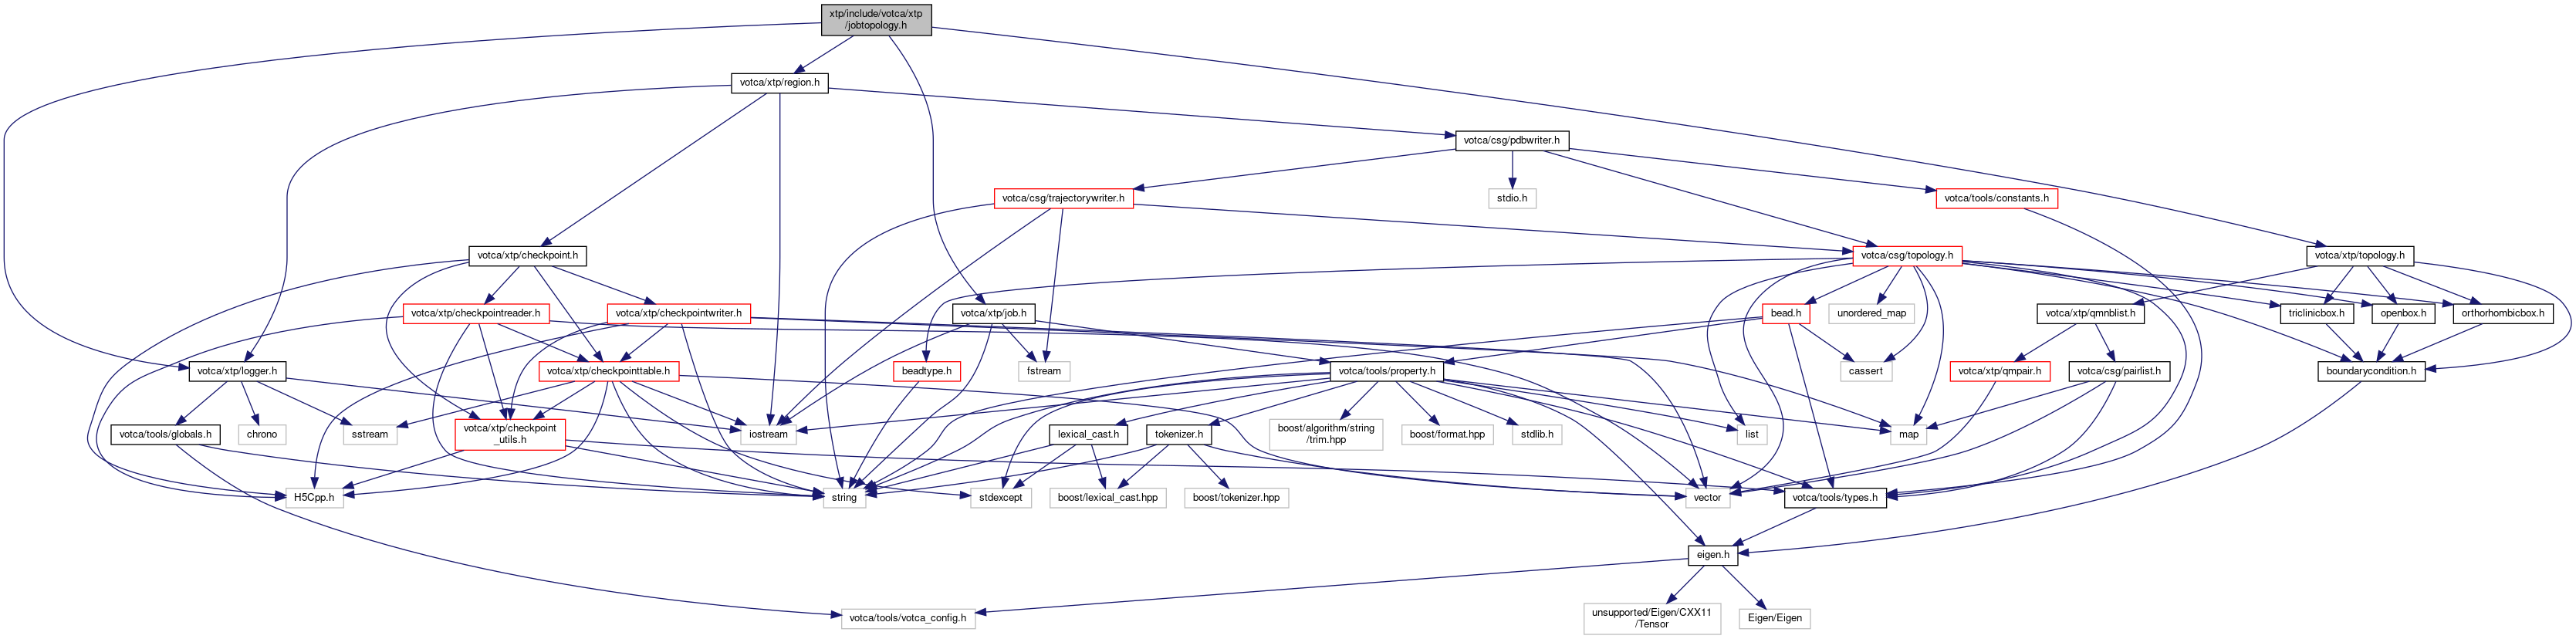 xtp/include/votca/xtp
/jobtopology.h
votca/xtp/region.h
votca/csg/pdbwriter.h
votca/csg/trajectorywriter.h
stdio.h
votca/tools/constants.h
votca/xtp/checkpoint.h
votca/csg/topology.h
votca/xtp/topology.h
votca/xtp/checkpointreader.h
votca/xtp/checkpointwriter.h
votca/xtp/job.h
bead.h
unordered_map
votca/xtp/qmnblist.h
triclinicbox.h
openbox.h
orthorhombicbox.h
votca/xtp/logger.h
votca/xtp/checkpointtable.h
beadtype.h
fstream
votca/tools/property.h
cassert
votca/xtp/qmpair.h
votca/csg/pairlist.h
boundarycondition.h
votca/tools/globals.h
chrono
sstream
votca/xtp/checkpoint
_utils.h
iostream
lexical_cast.h
tokenizer.h
boost/algorithm/string
/trim.hpp
boost/format.hpp
stdlib.h
list
map
H5Cpp.h
string
stdexcept
boost/lexical_cast.hpp
boost/tokenizer.hpp
vector
votca/tools/types.h
eigen.h
votca/tools/votca_config.h
unsupported/Eigen/CXX11
/Tensor
Eigen/Eigen